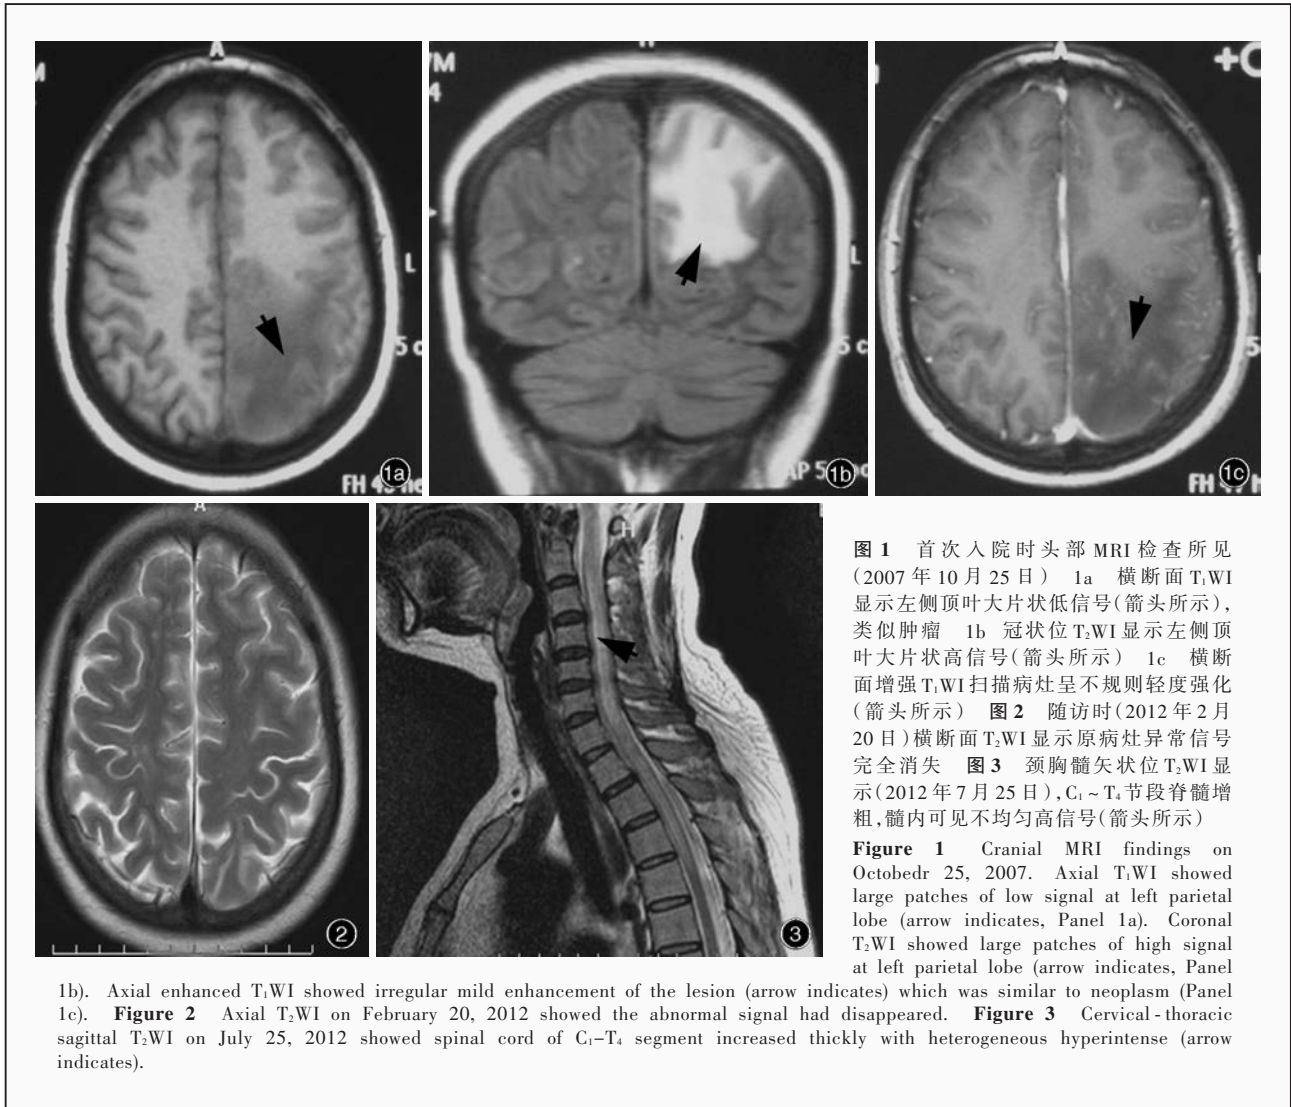 A
M
L
5 c
1a
FH 4
H
VM
4
L
5 c
AP 5
1b
A
+C
5
1c
FH 4
A
2
H
3
图 1 首次入院时头部 MRI 检查所见
(2007 年 10 月 25 日) 1a 横断面 T₁WI
显示左侧顶叶大片状低信号(箭头所示),
类似肿瘤 1b 冠状位 T₂WI 显示左侧顶
叶大片状高信号(箭头所示) 1c 横断
面增强 T₁WI 扫描病灶呈不规则轻度强化
(箭头所示) 图 2 随访时(2012 年 2 月
20 日)横断面 T₂WI 显示原病灶异常信号
完全消失 图 3 颈胸髓矢状位 T₂WI 显
示(2012 年 7 月 25 日),C₁ ~ T₄ 节段脊髓增
粗,髓内可见不均匀高信号(箭头所示)
Figure 1 Cranial MRI findings on
Octobedr 25, 2007. Axial T₁WI showed
large patches of low signal at left parietal
lobe (arrow indicates, Panel 1a). Coronal
T₂WI showed large patches of high signal
at left parietal lobe (arrow indicates, Panel
1b). Axial enhanced T₁WI showed irregular mild enhancement of the lesion (arrow indicates) which was similar to neoplasm (Panel
1c). Figure 2 Axial T₂WI on February 20, 2012 showed the abnormal signal had disappeared. Figure 3 Cervical-thoracic
sagittal T₂WI on July 25, 2012 showed spinal cord of C₁-T₄ segment increased thickly with heterogeneous hyperintense (arrow
indicates).